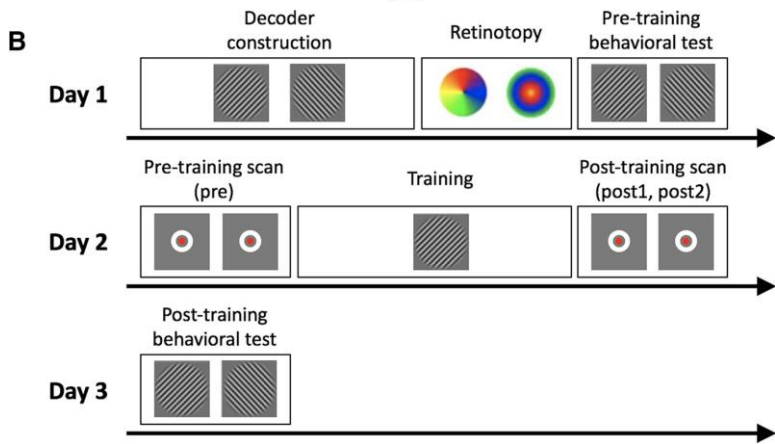 B
Decoder
construction
Retinotopy
Pre-training
behavioral test
Day 1
Pre-training scan
(pre)
Training
Post-training scan
(post1, post2)
Day 2
Post-training
behavioral test
Day 3